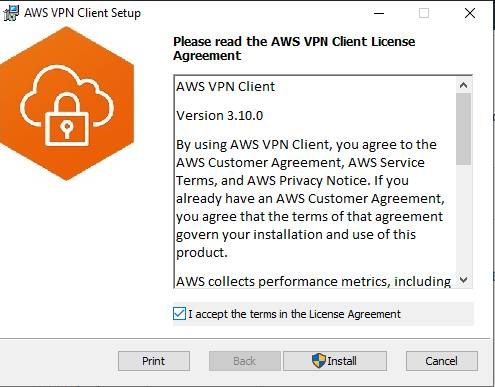 AWS VPN Client Setup
Please read the AWS VPN Client License
Agreement
AWS VPN Client
Version 3.10.0
By using AWS VPN Client, you agree to the
AWS Customer Agreement, AWS Service
Terms, and AWS Privacy Notice. If you
already have an AWS Customer Agreement,
you agree that the terms of that agreement
govern your installation and use of this
product.
AWS collects performance metrics, including
I accept the terms in the License Agreement
Print
Back
Install
Cancel